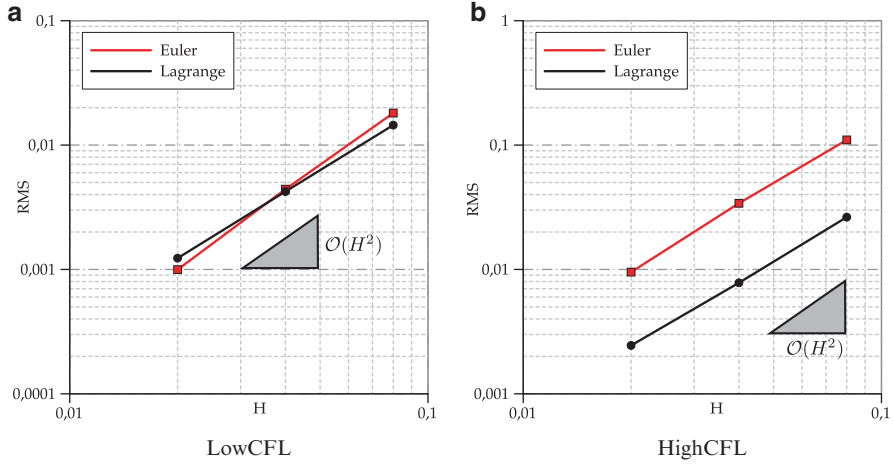 a
0,1
Euler
Lagrange
0,01
RMS
0,001
O(H²)
0,0001
0,01
H
0,1
LowCFL
b
1
Euler
Lagrange
0,1
RMS
0,01
O(H²)
0,001
0,01
H
0,1
HighCFL